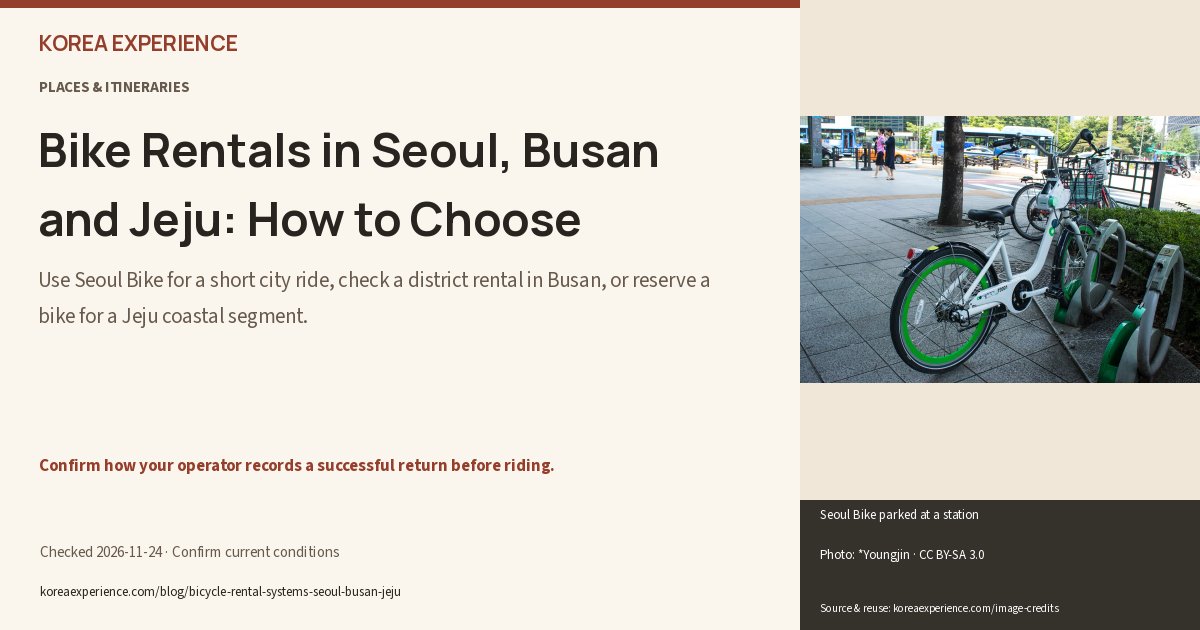 KOREA EXPERIENCE
PLACES & ITINERARIES
Bike Rentals in Seoul, Busan
and Jeju: How to Choose
Use Seoul Bike for a short city ride, check a district rental in Busan, or reserve a
bike for a Jeju coastal segment.
Confirm how your operator records a successful return before riding.
Checked 2026-11-24 · Confirm current conditions
koreaexperience.com/blog/bicycle-rental-systems-seoul-busan-jeju
Seoul Bike parked at a station
Photo: *Youngjin · CC BY-SA 3.0
Source & reuse: koreaexperience.com/image-credits